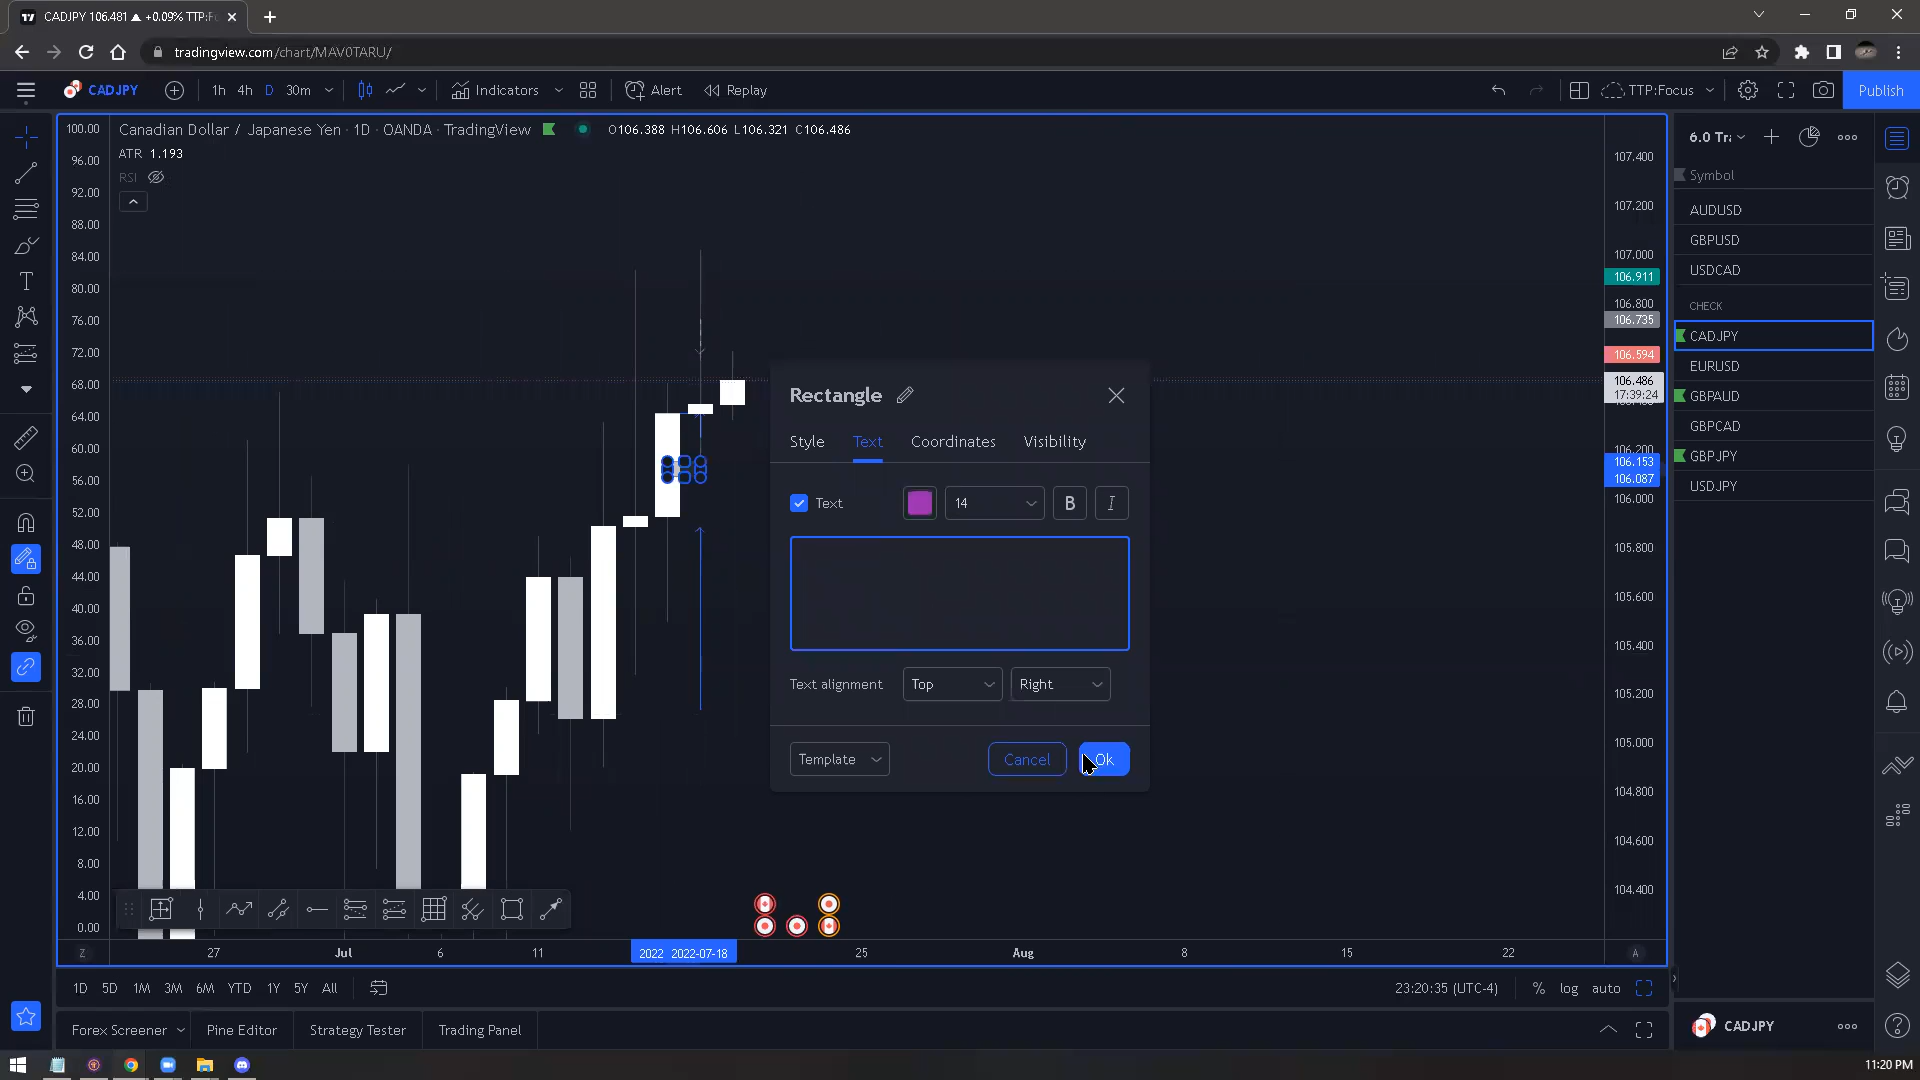 CADJPY 106.481 ▲ +0.09% TTP:Fo
tradingview.com/chart/MAV0TARU/
CADJPY
1h 4h D 30m
Indicators
Alert
Replay
TTP:Focus
Publish
Canadian Dollar / Japanese Yen · 1D · OANDA · TradingView
O106.388 H106.606 L106.321 C106.486
ATR 1.193
RSI
100.00
96.00
92.00
88.00
84.00
80.00
76.00
72.00
68.00
64.00
60.00
56.00
52.00
48.00
44.00
40.00
36.00
32.00
28.00
24.00
20.00
16.00
12.00
8.00
4.00
0.00
107.400
107.200
107.000
106.911
106.800
106.735
106.594
106.486
17:39:24
106.200
106.153
106.087
106.000
105.800
105.600
105.400
105.200
105.000
104.800
104.600
104.400
Rectangle
Style Text Coordinates Visibility
Text 14 B I
Text alignment Top Right
Template Cancel Ok
6.0 Tr
Symbol
AUDUSD
GBPUSD
USDCAD
CHECK
CADJPY
EURUSD
GBPAUD
GBPCAD
GBPJPY
USDJPY
Z 27 Jul 6 11 2022 2022-07-18 25 Aug 8 15 22 A
1D 5D 1M 3M 6M YTD 1Y 5Y All
23:20:35 (UTC-4) % log auto
Forex Screener Pine Editor Strategy Tester Trading Panel
CADJPY
11:20 PM